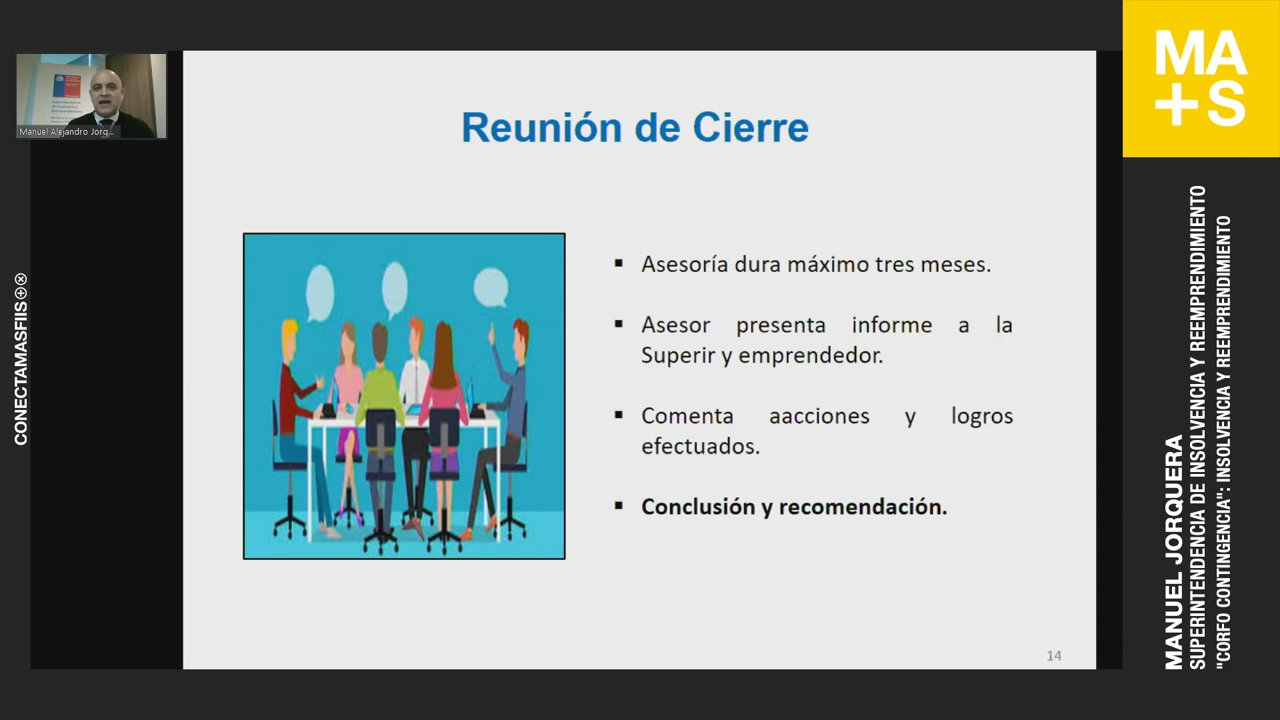 Manuel Alejandro Jorq...
CONECTAMASFIIS
Reunión de Cierre
Asesoría dura máximo tres meses.
Asesor presenta informe a la
Superir y emprendedor.
Comenta aacciones y logros
efectuados.
Conclusión y recomendación.
14
MA
+S
MANUEL JORQUERA
SUPERINTENDENCIA DE INSOLVENCIA Y REEMPRENDIMIENTO
"CORFO CONTINGENCIA": INSOLVENCIA Y REEMPRENDIMIENTO